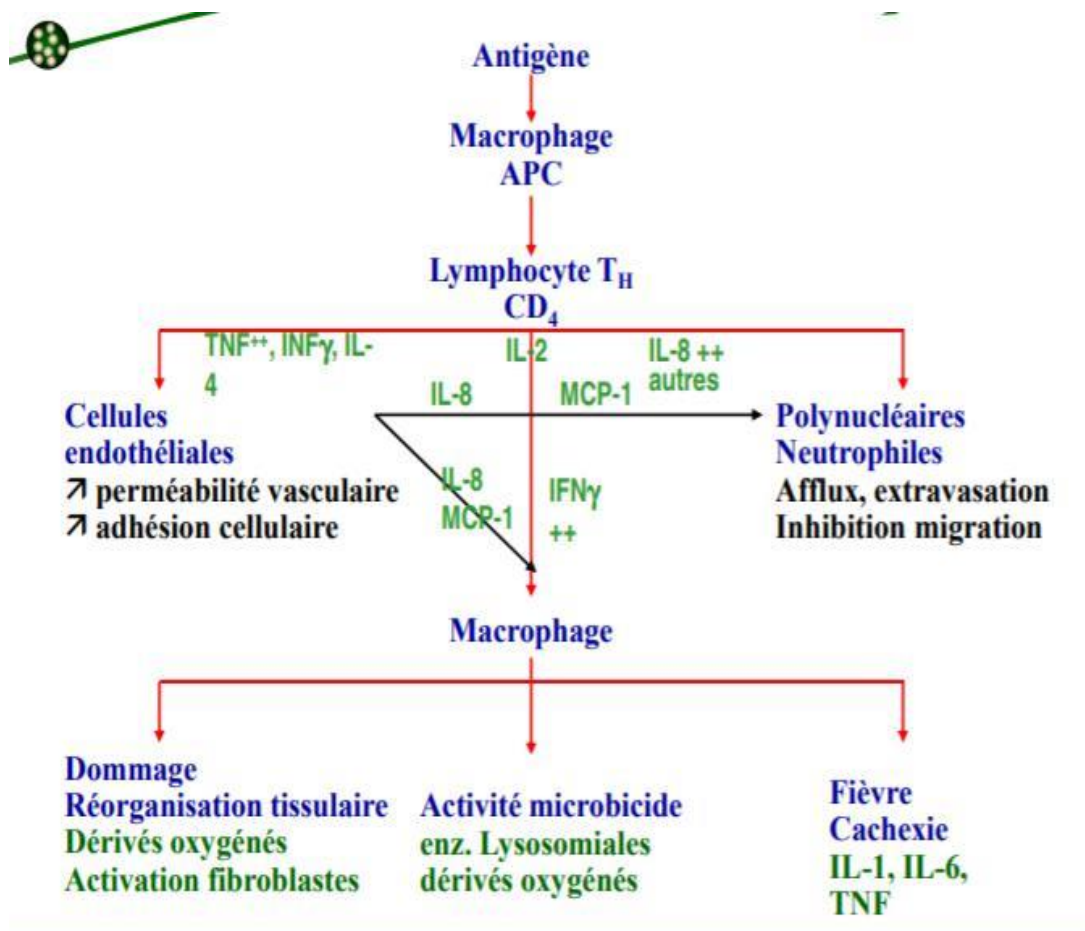 Antigène
Macrophage
APC
Lymphocyte T_H
CD_4
TNF++, INFγ, IL-
4
IL-2
IL-8 ++
autres
IL-8
MCP-1
Cellules
endothéliales
↗ perméabilité vasculaire
↗ adhésion cellulaire
IL-8
MCP-1
IFNγ
++
Polynucléaires
Neutrophiles
Afflux, extravasation
Inhibition migration
Macrophage
Dommage
Réorganisation tissulaire
Dérivés oxygénés
Activation fibroblastes
Activité microbicide
enz. Lysosomiales
dérivés oxygénés
Fièvre
Cachexie
IL-1, IL-6,
TNF